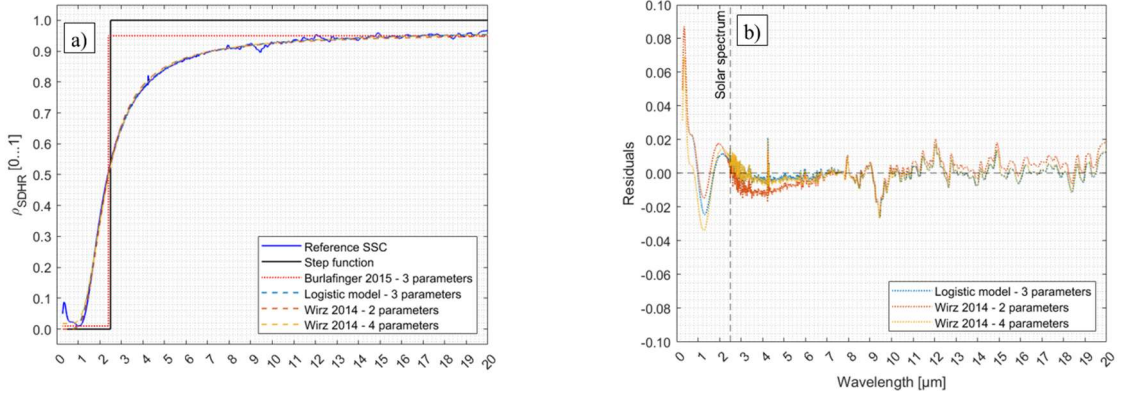 a)
1.0
0.9
0.8
0.7
0.6
0.5
0.4
0.3
0.2
0.1
0.0
ρSDHR [0...1]
Reference SSC
Step function
Burlafinger 2015 - 3 parameters
Logistic model - 3 parameters
Wirz 2014 - 2 parameters
Wirz 2014 - 4 parameters
0 1 2 3 4 5 6 7 8 9 10 11 12 13 14 15 16 17 18 19 20
b)
Solar spectrum
0.10
0.08
0.06
0.04
0.02
0.00
-0.02
-0.04
-0.06
-0.08
-0.10
Residuals
Logistic model - 3 parameters
Wirz 2014 - 2 parameters
Wirz 2014 - 4 parameters
0 1 2 3 4 5 6 7 8 9 10 11 12 13 14 15 16 17 18 19 20
Wavelength [µm]